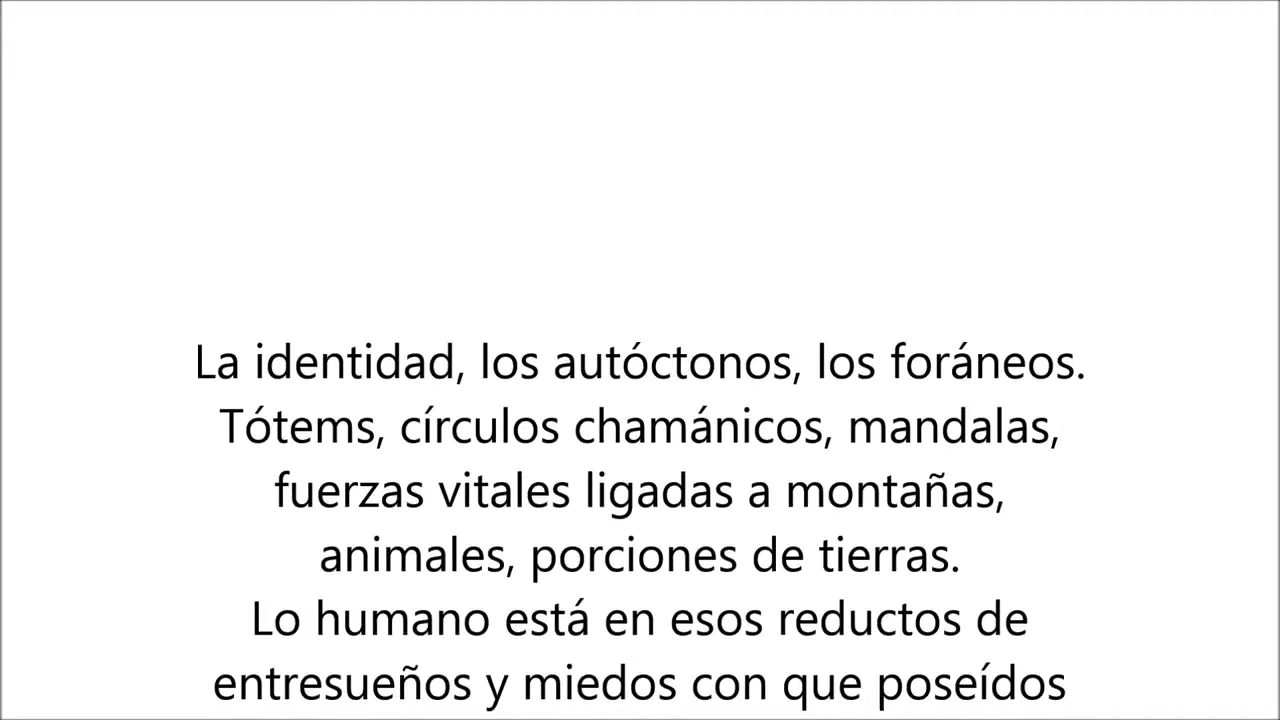 La identidad, los autóctonos, los foráneos.
Tótems, círculos chamánicos, mandalas,
fuerzas vitales ligadas a montañas,
animales, porciones de tierras.
Lo humano está en esos reductos de
entresueños y miedos con que poseídos